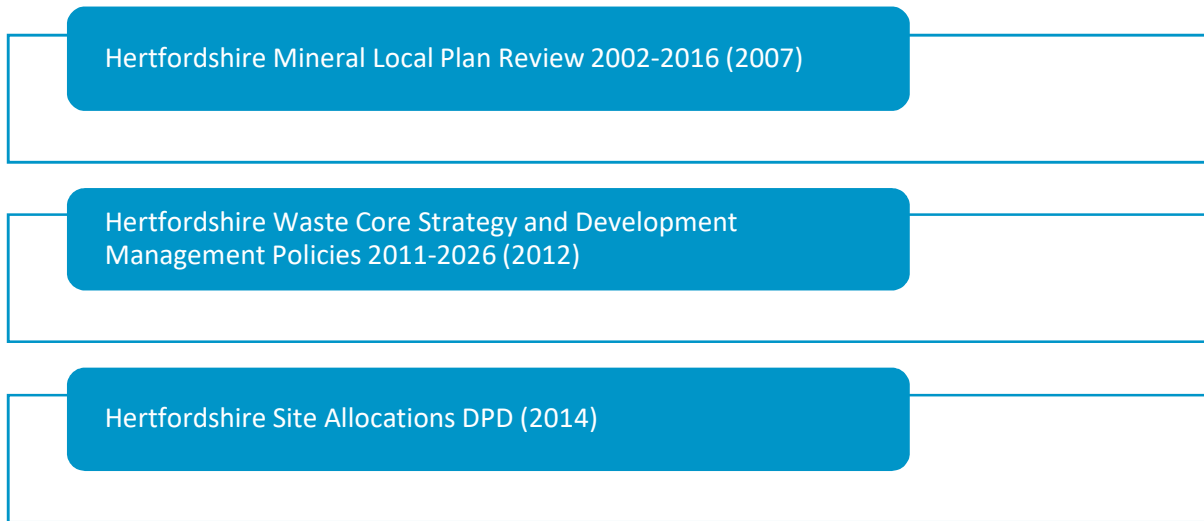 Hertfordshire Mineral Local Plan Review 2002-2016 (2007)
Hertfordshire Waste Core Strategy and Development
Management Policies 2011-2026 (2012)
Hertfordshire Site Allocations DPD (2014)